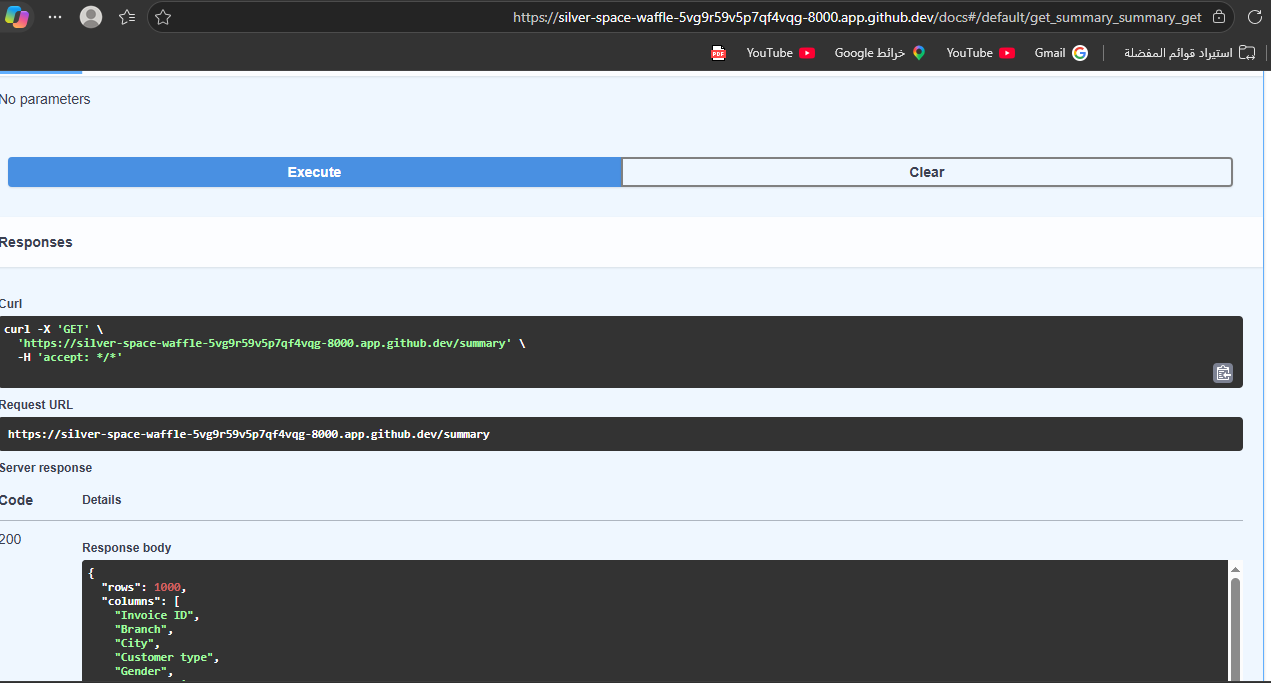 https://silver-space-waffle-5vg9r59v5p7qf4vqg-8000.app.github.dev/docs#/default/get_summary_summary_get
PDF YouTube خرائط Google YouTube Gmail استيراد قوائم المفضلة
No parameters
Execute Clear
Responses
Curl
curl -X 'GET' \
'https://silver-space-waffle-5vg9r59v5p7qf4vqg-8000.app.github.dev/summary' \
-H 'accept: */*'
Request URL
https://silver-space-waffle-5vg9r59v5p7qf4vqg-8000.app.github.dev/summary
Server response
Code Details
200
Response body
{
"rows": 1000,
"columns": [
"Invoice ID",
"Branch",
"City",
"Customer type",
"Gender",